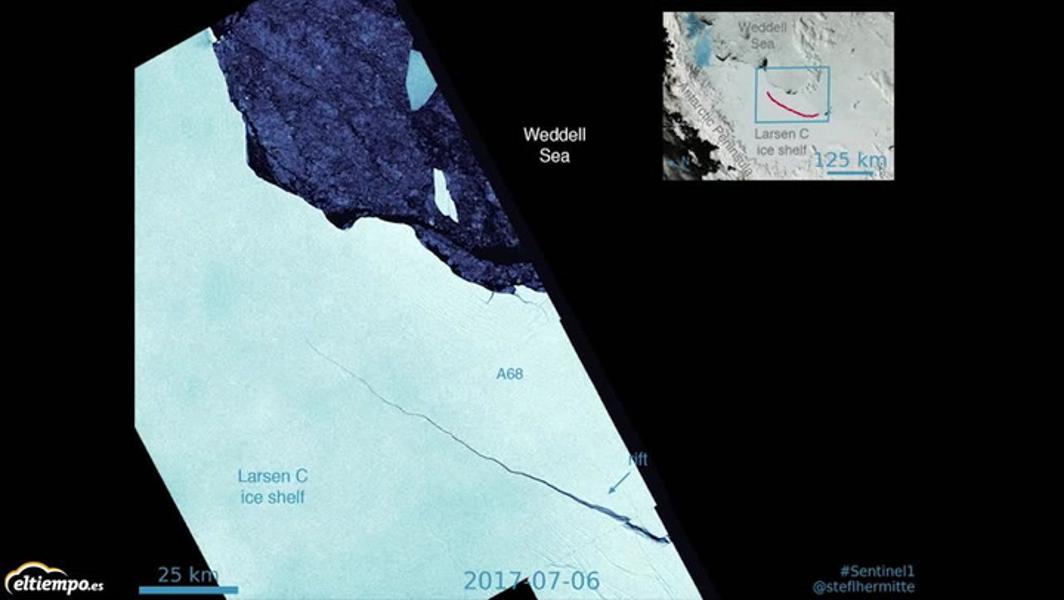 Weddell
Sea
Weddell
Sea
Antarctic Peninsula
Larsen C
ice shelf
125 km
A68
rift
Larsen C
ice shelf
25 km
2017-07-06
#Sentinel1
@steflhermitte
eltiempo.es